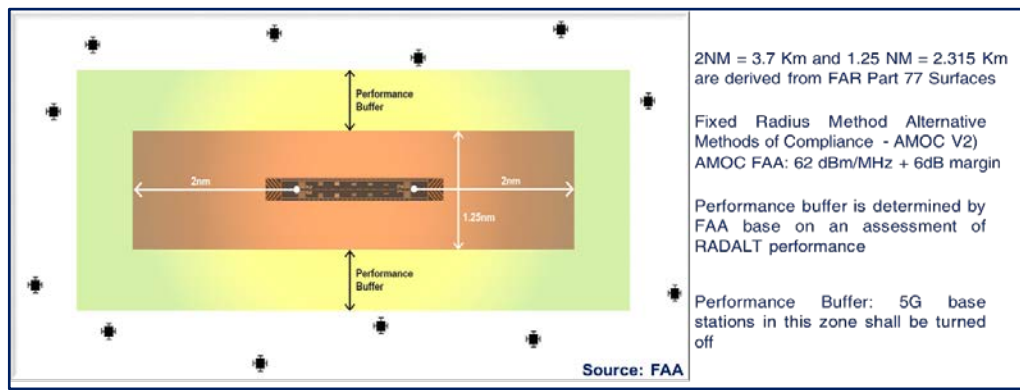 Performance
Buffer
2nm
2nm
1.25nm
Performance
Buffer
Source: FAA
2NM = 3.7 Km and 1.25 NM = 2.315 Km
are derived from FAR Part 77 Surfaces
Fixed Radius Method Alternative
Methods of Compliance - AMOC V2)
AMOC FAA: 62 dBm/MHz + 6dB margin
Performance buffer is determined by
FAA base on an assessment of
RADALT performance
Performance Buffer: 5G base
stations in this zone shall be turned
off